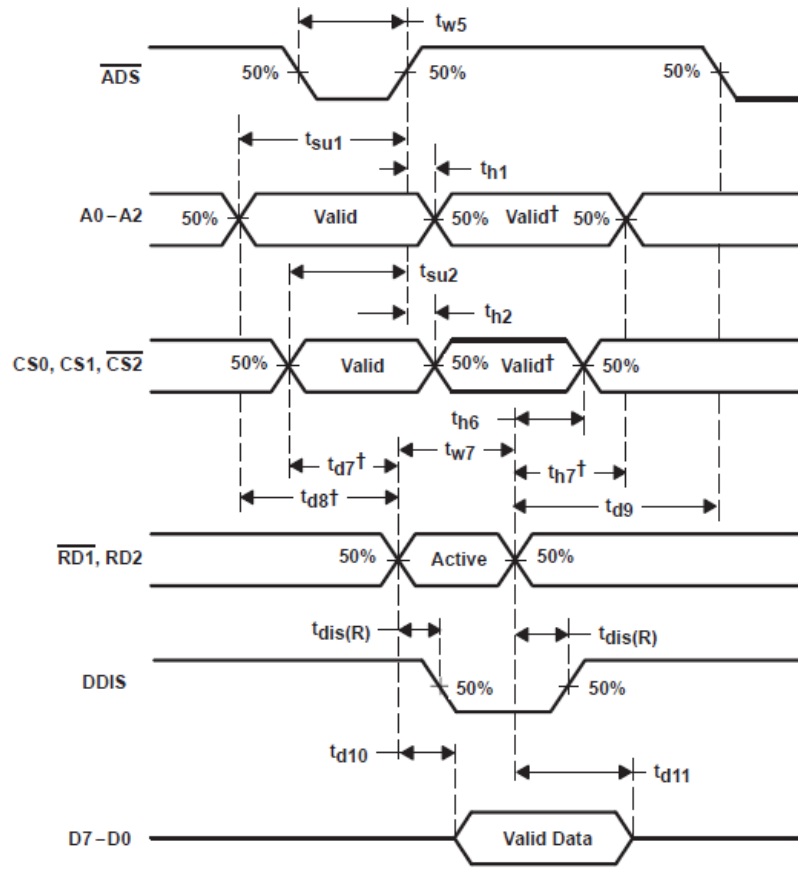 tw5
ADS
50% 50% 50%
tsu1
th1
A0–A2
50% Valid 50% Valid† 50%
tsu2
th2
CS0, CS1, CS2
50% Valid 50% Valid† 50%
th6
tw7
td7† th7†
td8† td9
RD1, RD2
50% Active 50%
tdis(R) tdis(R)
DDIS
50% 50%
td10
td11
D7–D0 Valid Data